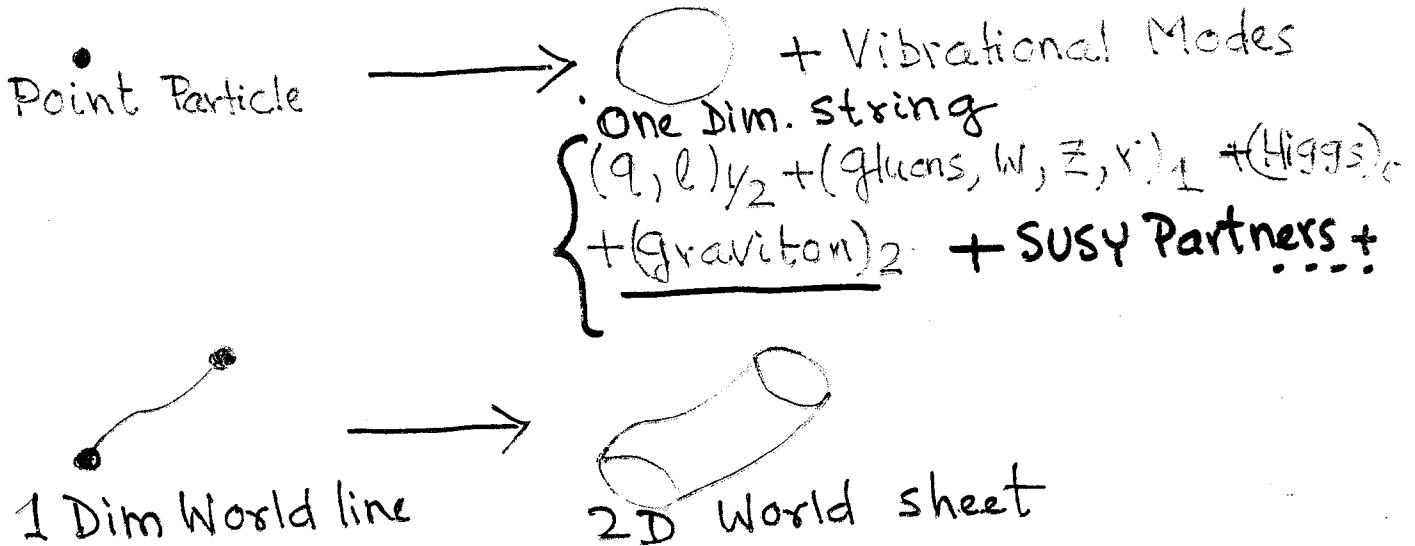 + Vibrational Modes
Point Particle
One Dim. string
(q, l)1/2 + (gluons, W, Z, γ)1 + (Higgs)0
+ (graviton)2 + SUSY Partners + ....
1 Dim World line
2D World sheet